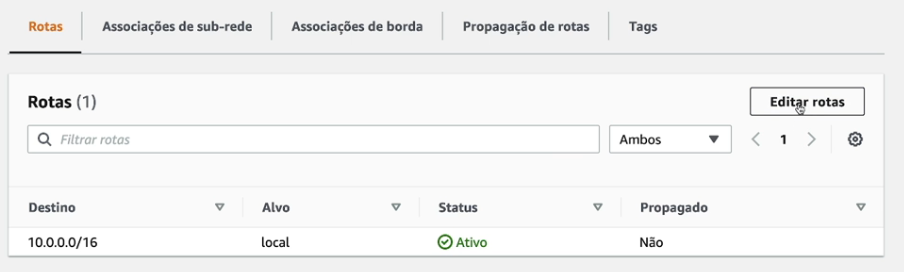 Rotas Associações de sub-rede Associações de borda Propagação de rotas Tags
Rotas (1) Editar rotas
Filtrar rotas Ambos 1
Destino Alvo Status Propagado
10.0.0.0/16 local Ativo Não